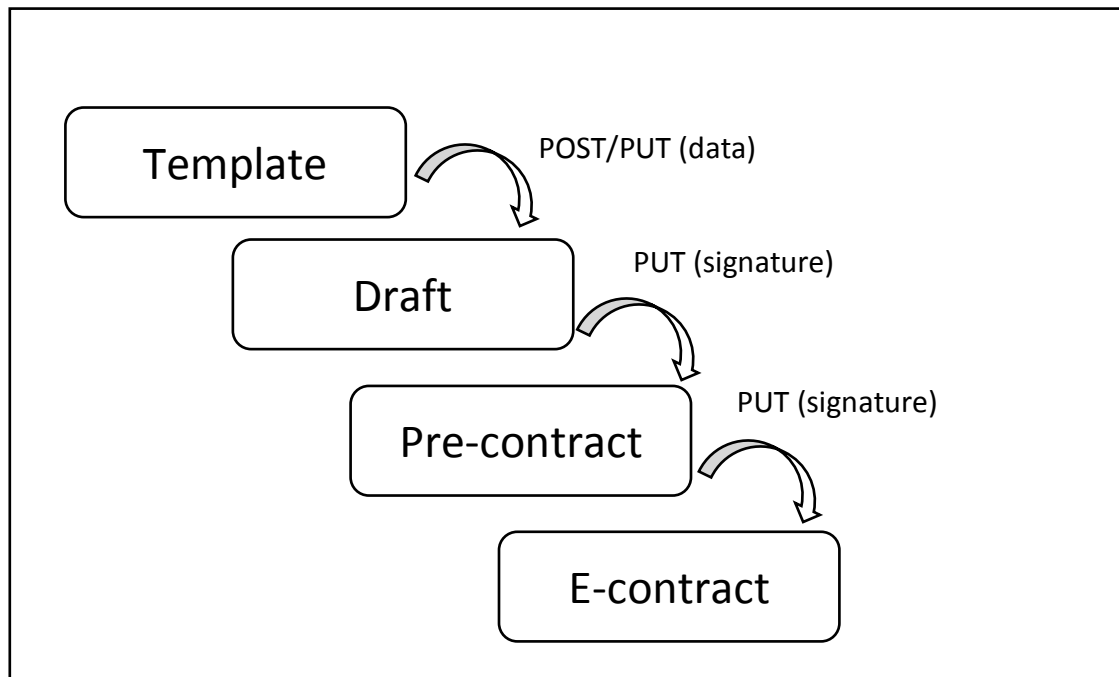 Template
POST/PUT (data)
Draft
PUT (signature)
Pre-contract
PUT (signature)
E-contract